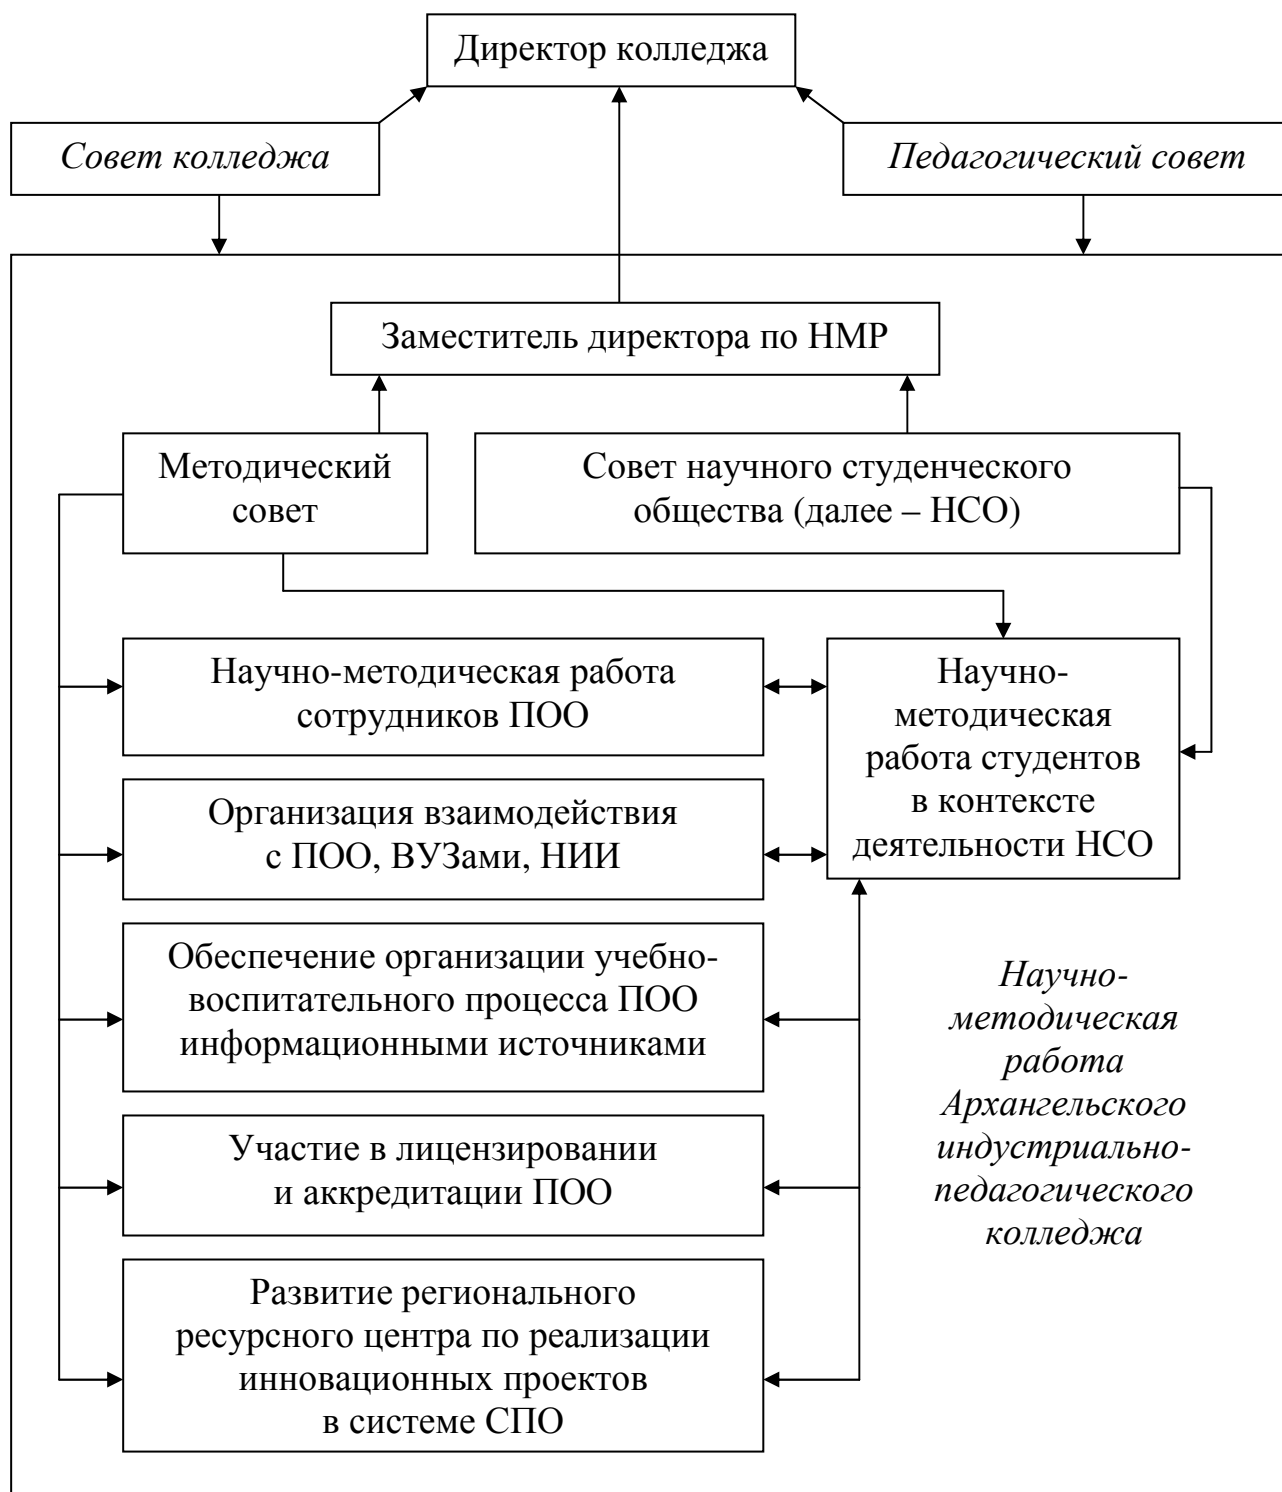 Директор колледжа
Совет колледжа
Педагогический совет
Заместитель директора по НМР
Методический
совет
Совет научного студенческого
общества (далее – НСО)
Научно-методическая работа
сотрудников ПОО
Научно-
методическая
работа студентов
в контексте
деятельности НСО
Организация взаимодействия
с ПОО, ВУЗами, НИИ
Обеспечение организации учебно-
воспитательного процесса ПОО
информационными источниками
Участие в лицензировании
и аккредитации ПОО
Развитие регионального
ресурсного центра по реализации
инновационных проектов
в системе СПО
Научно-
методическая
работа
Архангельского
индустриально-
педагогического
колледжа